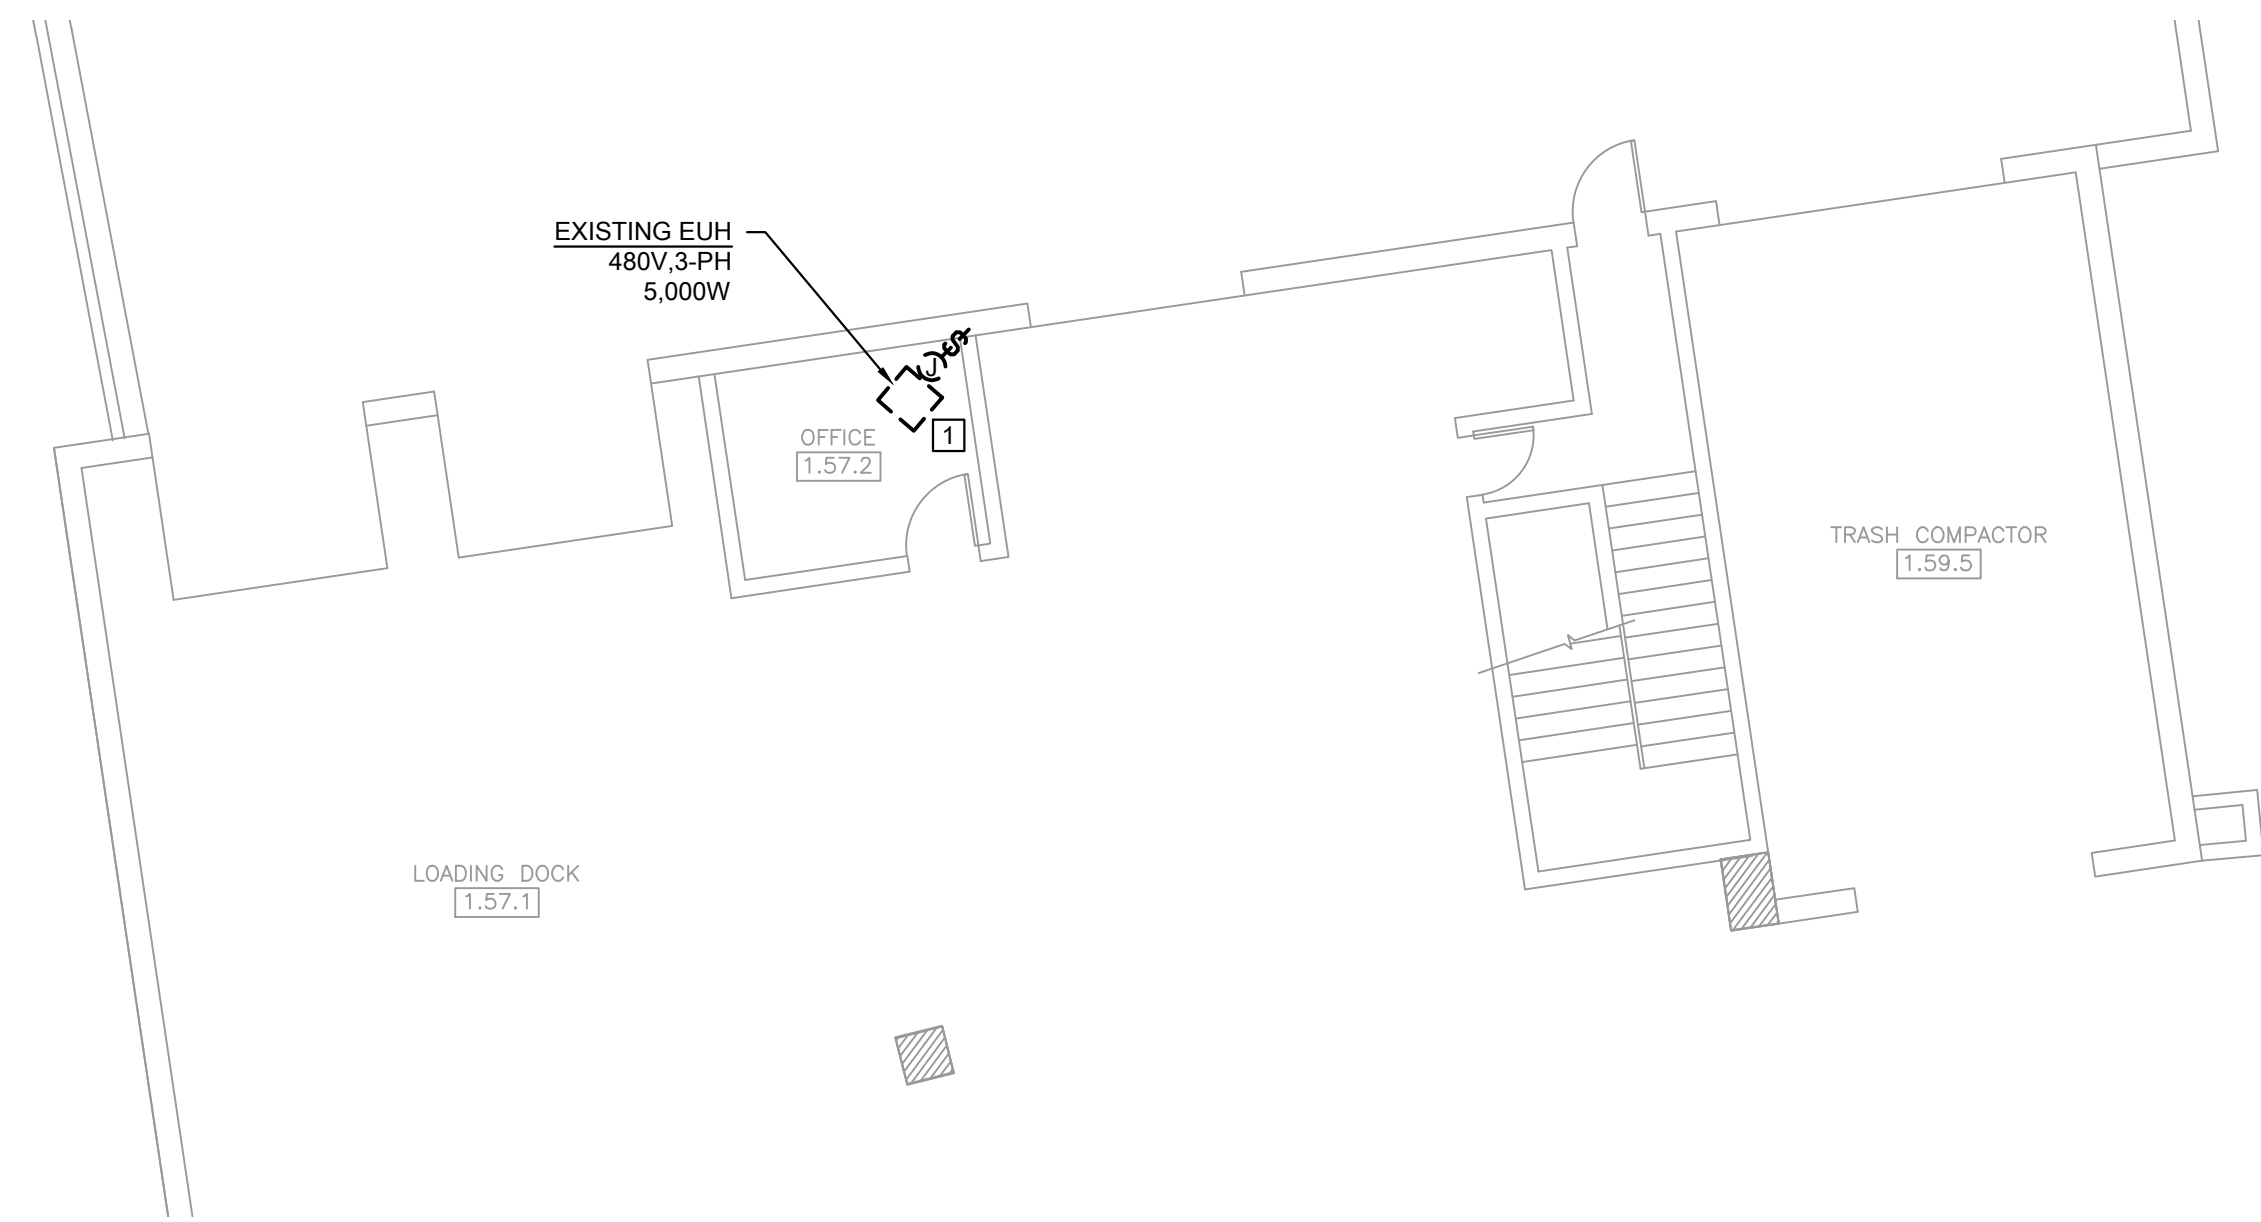 EXISTING EUH
480V,3-PH
5,000W
J
1
OFFICE
1.57.2
TRASH COMPACTOR
1.59.5
LOADING DOCK
1.57.1